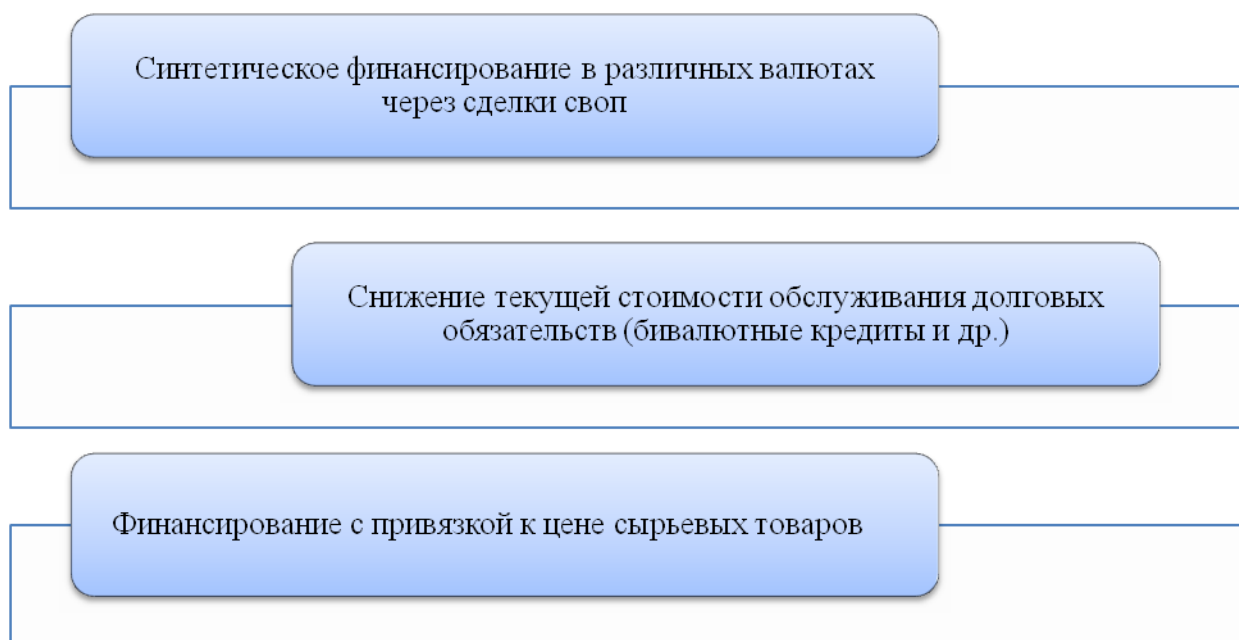 Синтетическое финансирование в различных валютах
через сделки своп
Снижение текущей стоимости обслуживания долговых
обязательств (бивалютные кредиты и др.)
Финансирование с привязкой к цене сырьевых товаров